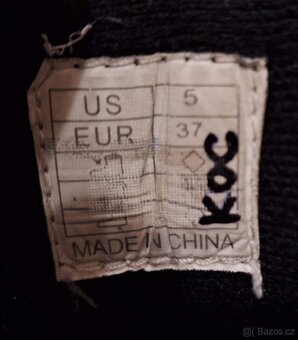 US 5
EUR 37
KOC
MADE IN CHINA
Bazos.cz